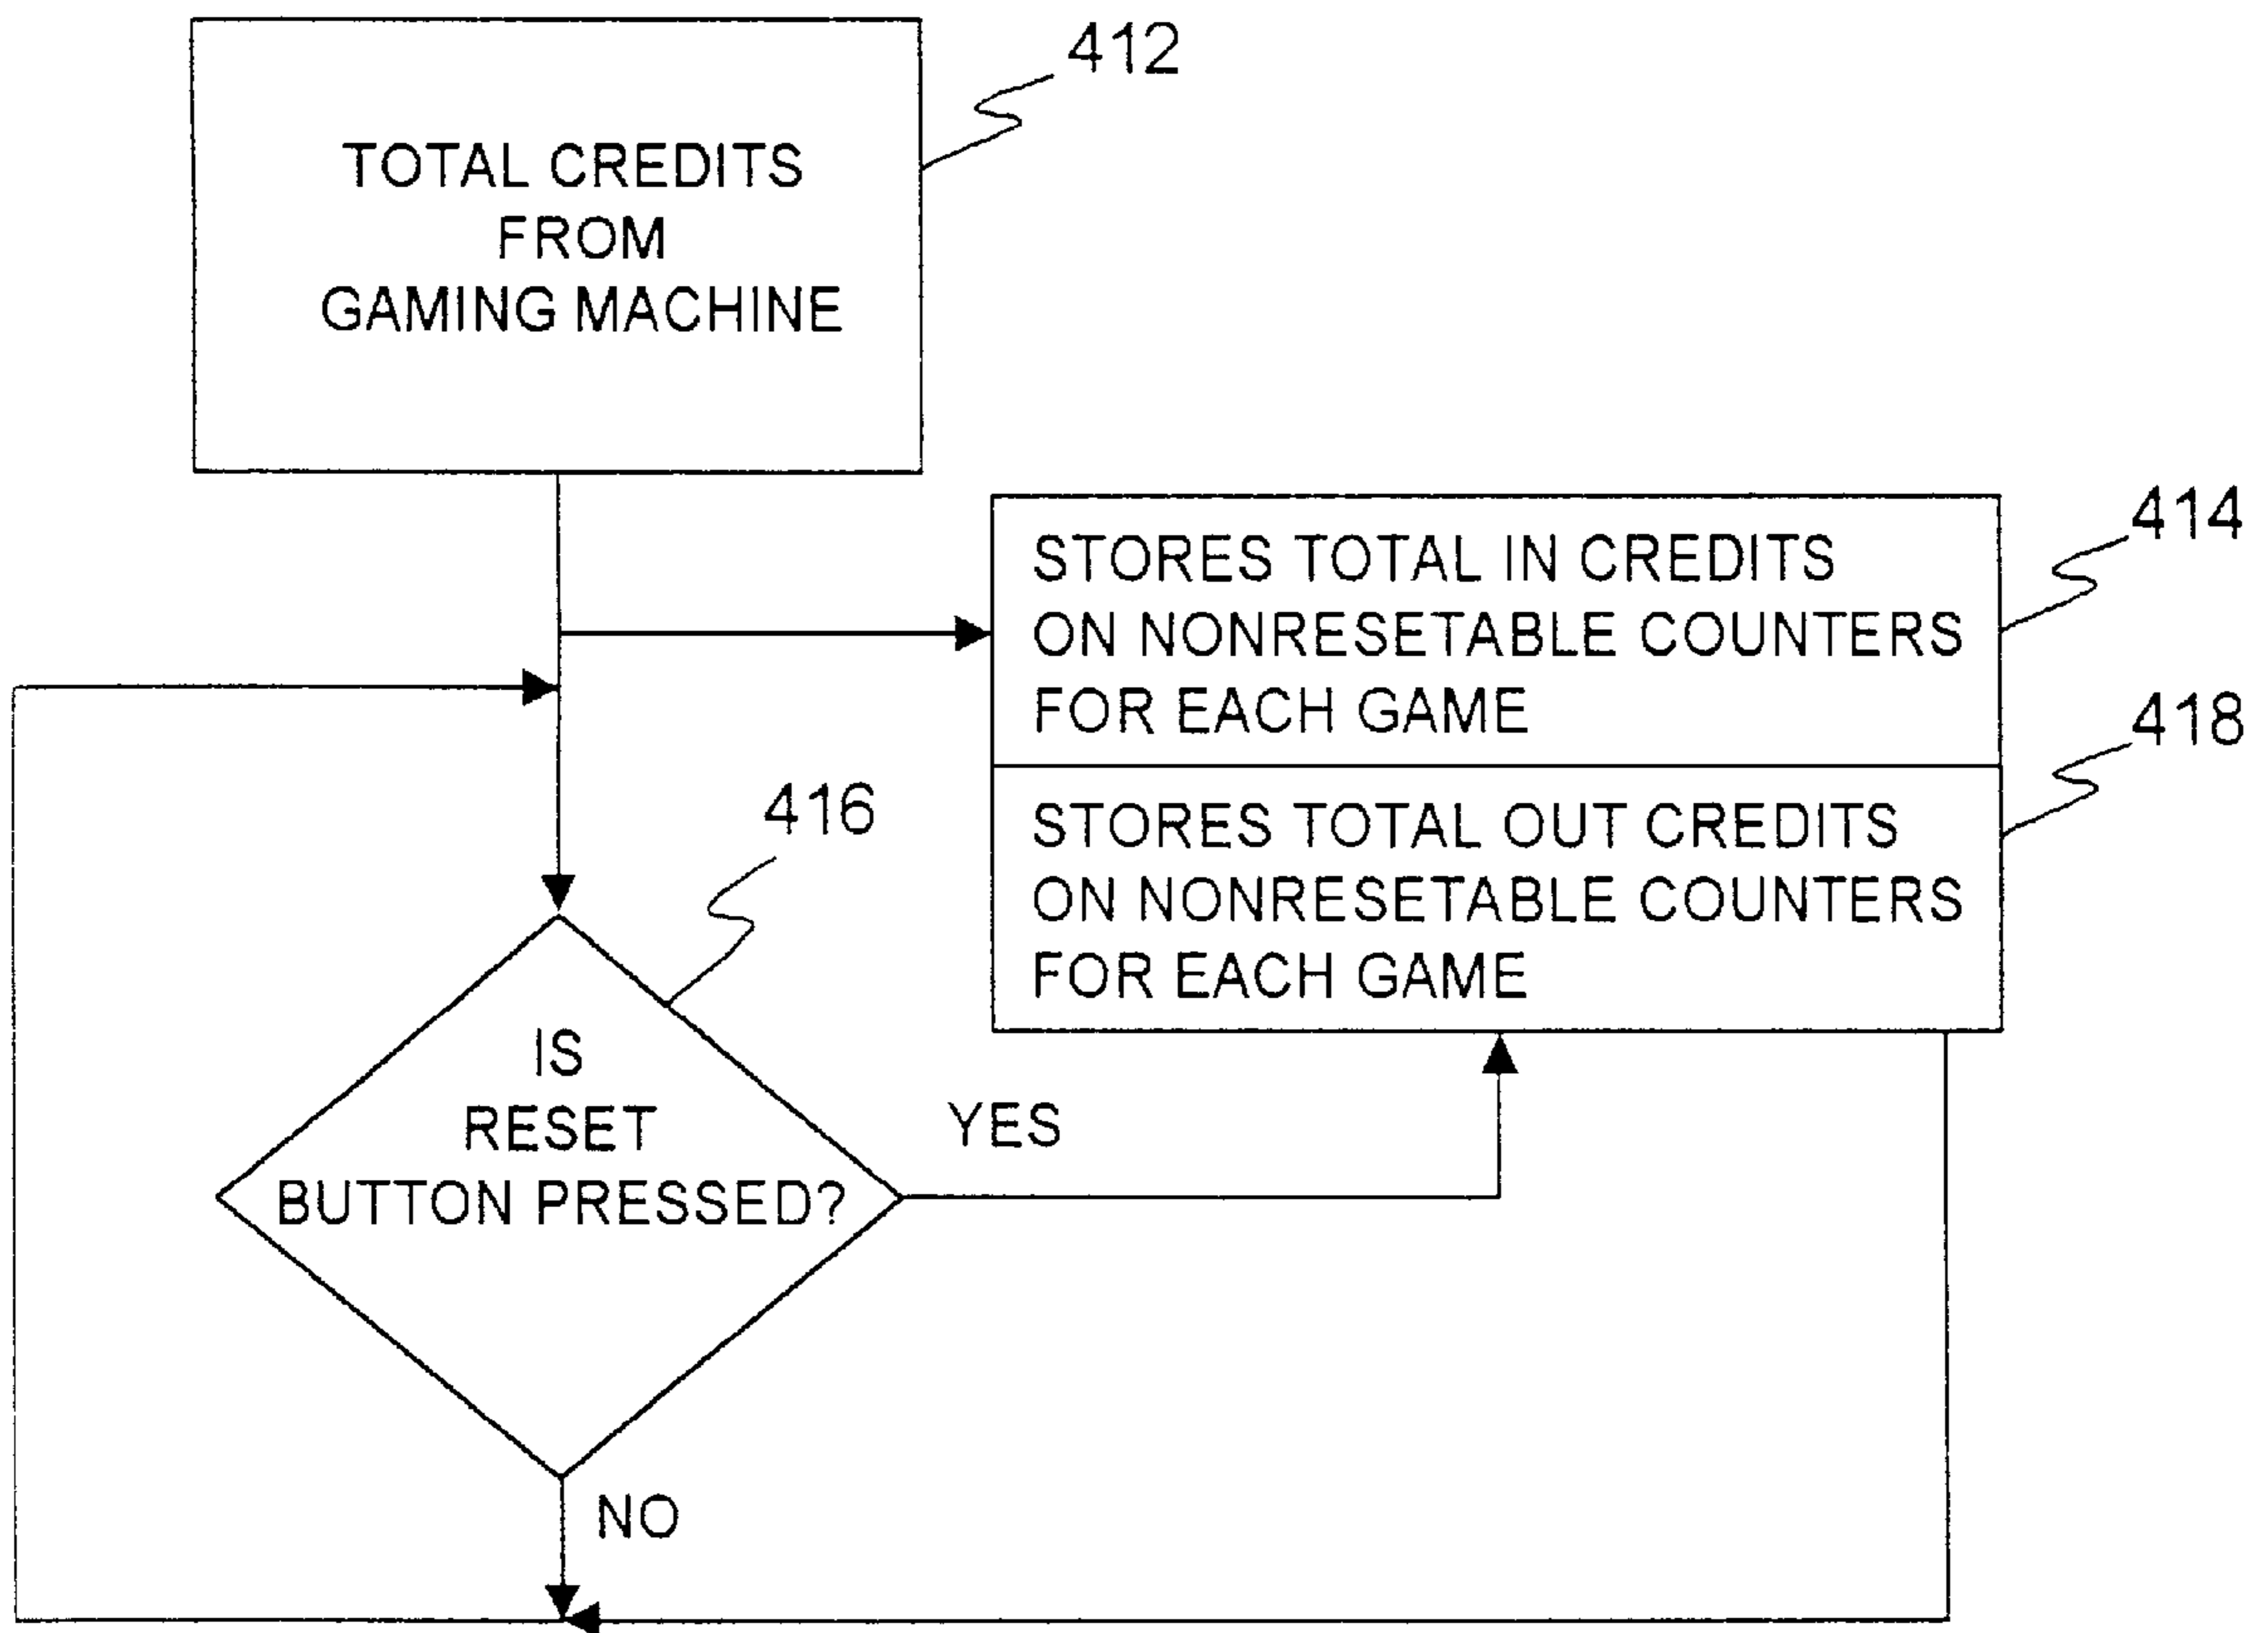 412
TOTAL CREDITS
FROM
GAMING MACHINE
414
STORES TOTAL IN CREDITS
ON NONRESETABLE COUNTERS
FOR EACH GAME
418
STORES TOTAL OUT CREDITS
ON NONRESETABLE COUNTERS
FOR EACH GAME
416
IS
RESET
BUTTON PRESSED?
YES
NO